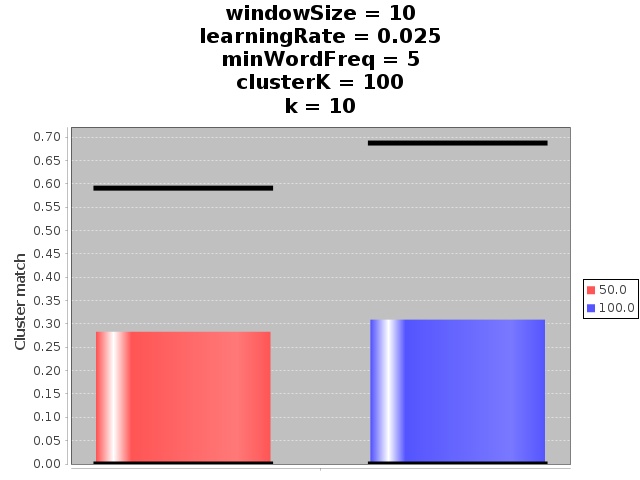 windowSize = 10
learningRate = 0.025
minWordFreq = 5
clusterK = 100
k = 10
0.70
0.65
0.60
0.55
0.50
0.45
0.40
0.35
0.30
0.25
0.20
0.15
0.10
0.05
0.00
Cluster match
50.0
100.0